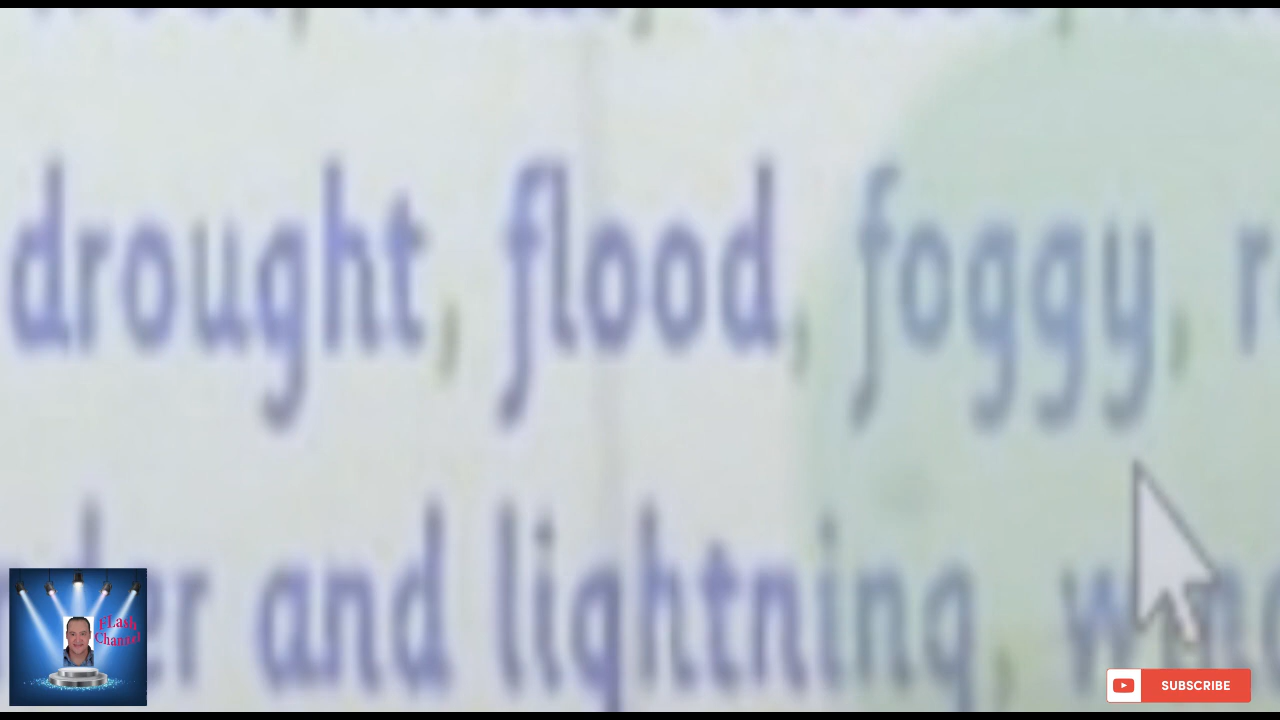 drought, flood, foggy,
and lightning,
FLash
Channel
SUBSCRIBE